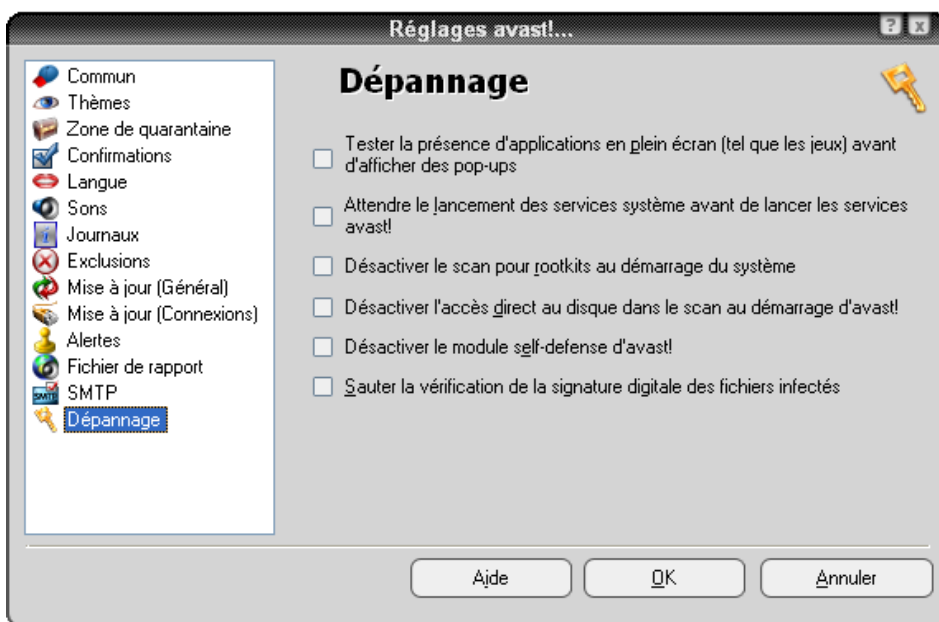 Réglages avast!...
? x
Commun
Thèmes
Zone de quarantaine
Confirmations
Langue
Sons
Journaux
Exclusions
Mise à jour (Général)
Mise à jour (Connexions)
Alertes
Fichier de rapport
SMTP
SMTP
Dépannage
Dépannage
Tester la présence d'applications en plein écran (tel que les jeux) avant
d'afficher des pop-ups
Attendre le lancement des services système avant de lancer les services
avast!
Désactiver le scan pour rootkits au démarrage du système
Désactiver l'accès direct au disque dans le scan au démarrage d'avast!
Désactiver le module self-defense d'avast!
Sauter la vérification de la signature digitale des fichiers infectés
Aide
OK
Annuler